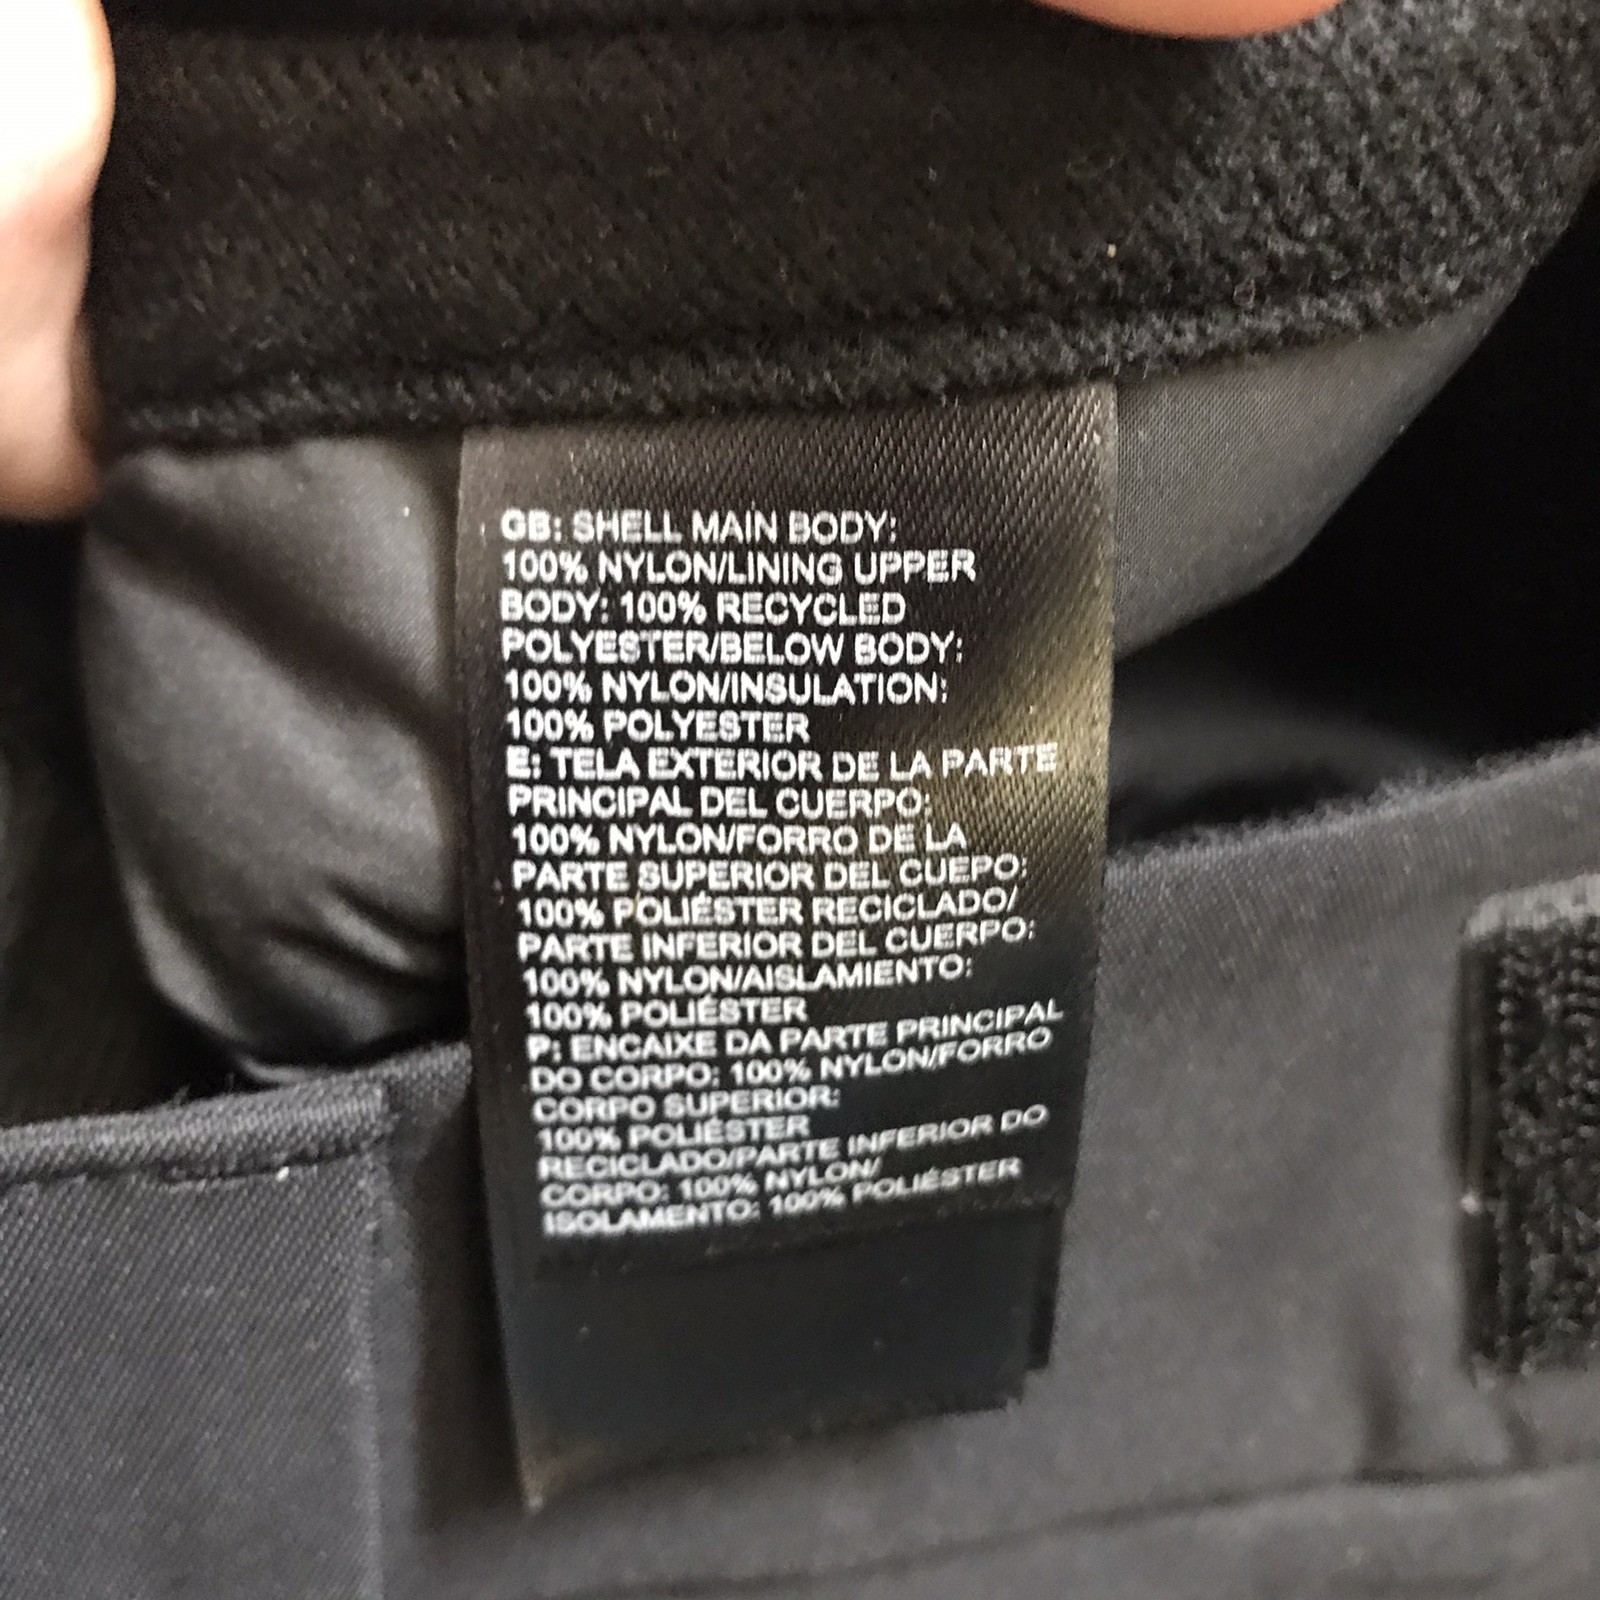 GB: SHELL MAIN BODY:
100% NYLON/LINING UPPER
BODY: 100% RECYCLED
POLYESTER/BELOW BODY:
100% NYLON/INSULATION:
100% POLYESTER
E: TELA EXTERIOR DE LA PARTE
PRINCIPAL DEL CUERPO:
100% NYLON/FORRO DE LA
PARTE SUPERIOR DEL CUEPO:
100% POLIÉSTER RECICLADO/
PARTE INFERIOR DEL CUERPO:
100% NYLON/AISLAMIENTO:
100% POLIÉSTER
P: ENCAIXE DA PARTE PRINCIPAL
DO CORPO: 100% NYLON/FORRO
CORPO SUPERIOR:
100% POLIÉSTER
RECICLADO/PARTE INFERIOR DO
CORPO: 100% NYLON/
ISOLAMENTO: 100% POLIÉSTER